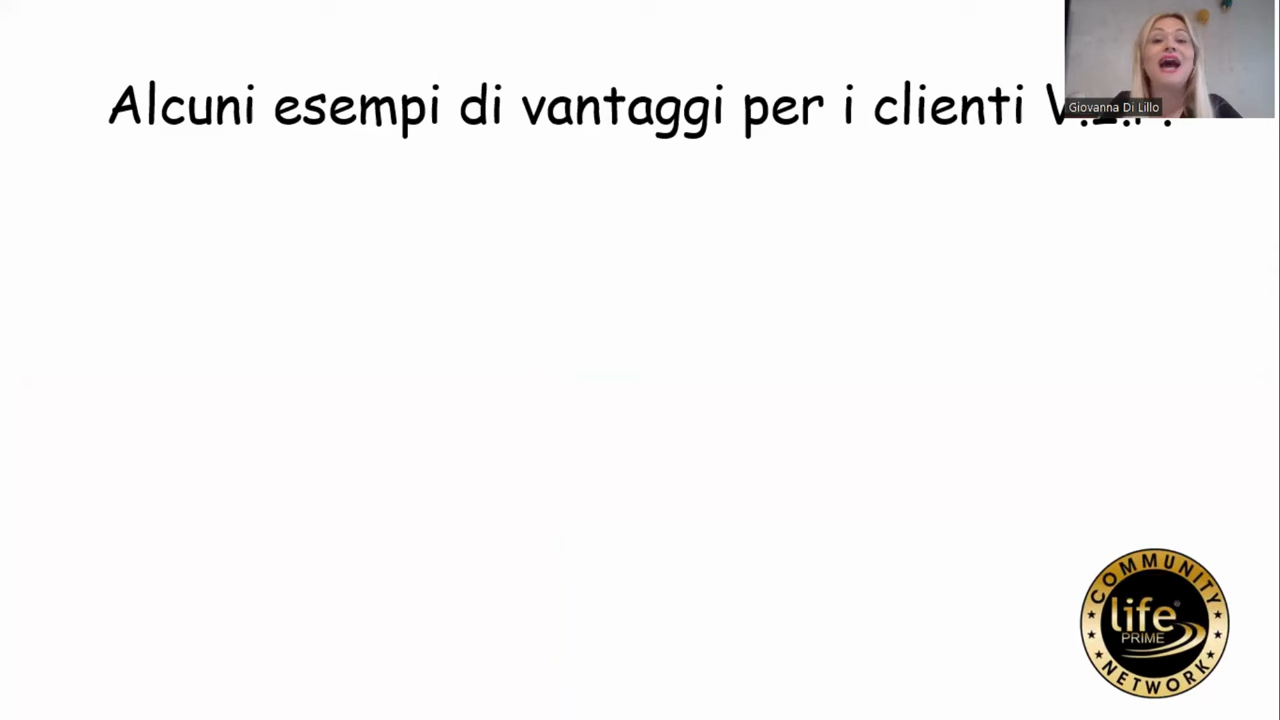 Alcuni esempi di vantaggi per i clienti
Giovanna Di Lillo
COMMUNITY
life®
PRIME
NETWORK